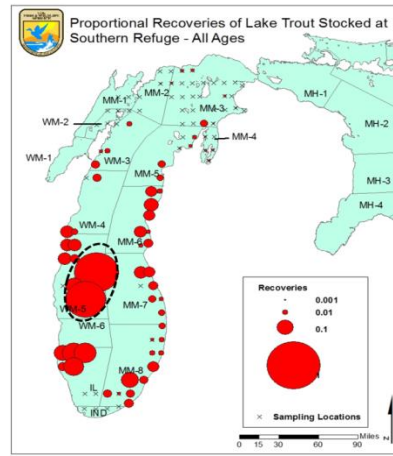 Proportional Recoveries of Lake Trout Stocked at
Southern Refuge - All Ages
MM-1
MM-2
MM-3
WM-2
MM-4
WM-1
WM-3
MM-5
MH-1
MH-2
MH-3
MH-4
WM-4
MM-6
WM-5
MM-7
WM-6
MM-8
IL
IND
Recoveries
0.001
0.01
0.1
1
× Sampling Locations
Miles
0 15 30 60 90
N